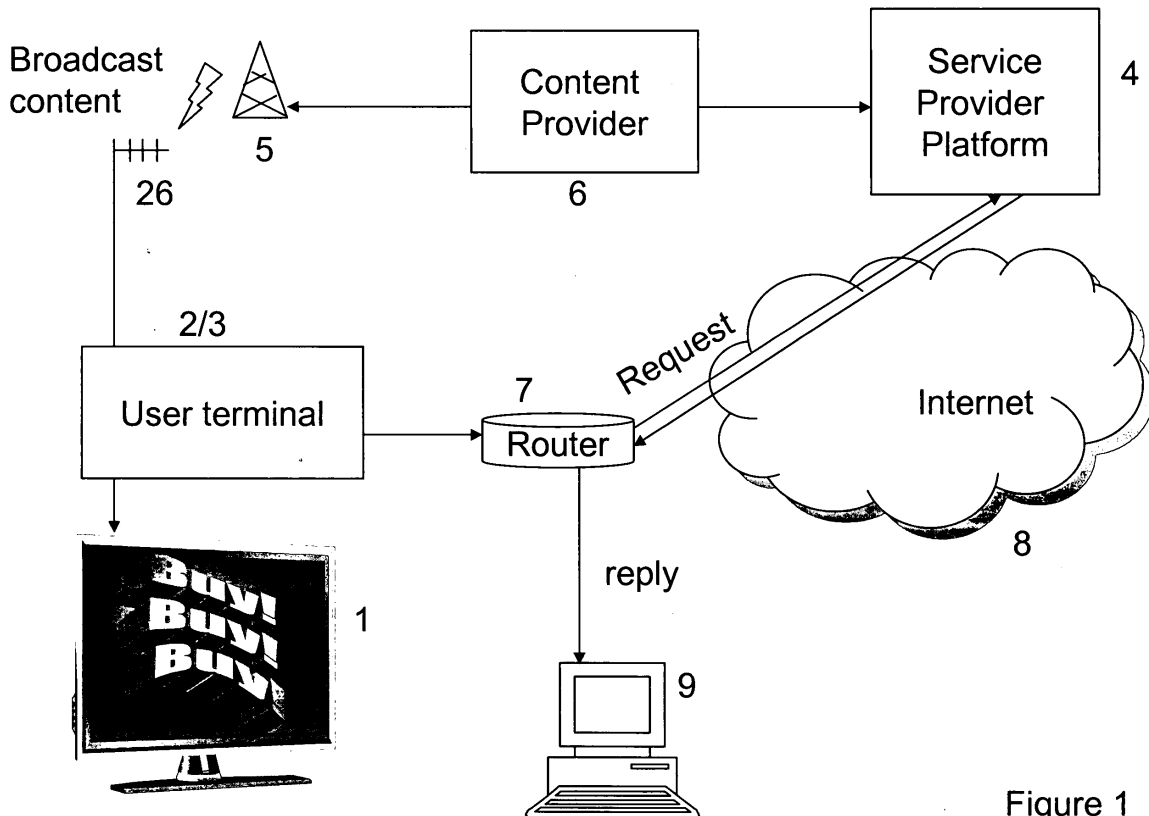 Broadcast
content
5
26
Content
Provider
6
Service
Provider
Platform
4
2/3
User terminal
7
Router
Request
Internet
8
reply
Buy!
Buy!
Buy!
1
9
Figure 1